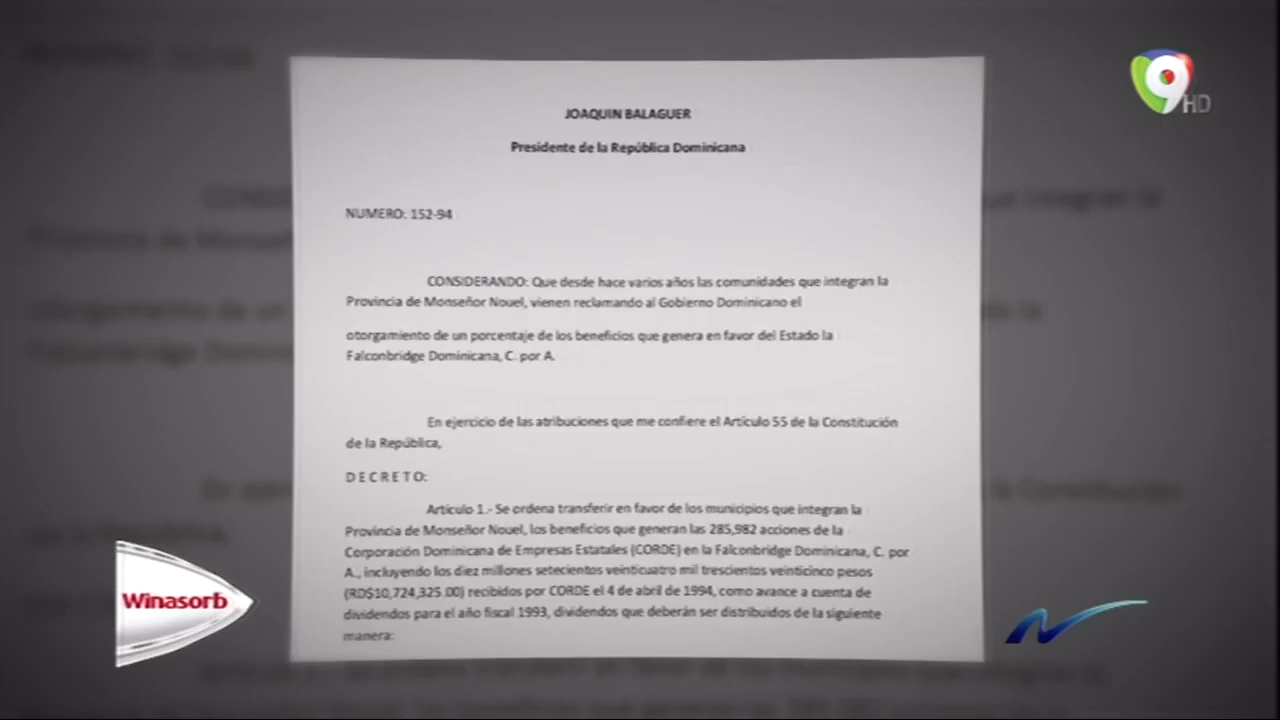 9
HD
JOAQUIN BALAGUER
Presidente de la República Dominicana
NUMERO: 152-94
CONSIDERANDO: Que desde hace varios años las comunidades que integran la
Provincia de Monseñor Nouel, vienen reclamando al Gobierno Dominicano el
otorgamiento de un porcentaje de los beneficios que genera en favor del Estado la
Falconbridge Dominicana, C. por A.
En ejercicio de las atribuciones que me confiere el Artículo 55 de la Constitución
de la República,
D E C R E T O:
Artículo 1.- Se ordena transferir en favor de los municipios que integran la
Provincia de Monseñor Nouel, los beneficios que generan las 285,982 acciones de la
Corporación Dominicana de Empresas Estatales (CORDE) en la Falconbridge Dominicana, C. por
A., incluyendo los diez millones setecientos veinticuatro mil trescientos veinticinco pesos
(RD$10,724,325.00) recibidos por CORDE el 4 de abril de 1994, como avance a cuenta de
dividendos para el año fiscal 1993, dividendos que deberán ser distribuidos de la siguiente
manera:
Winasorb
N